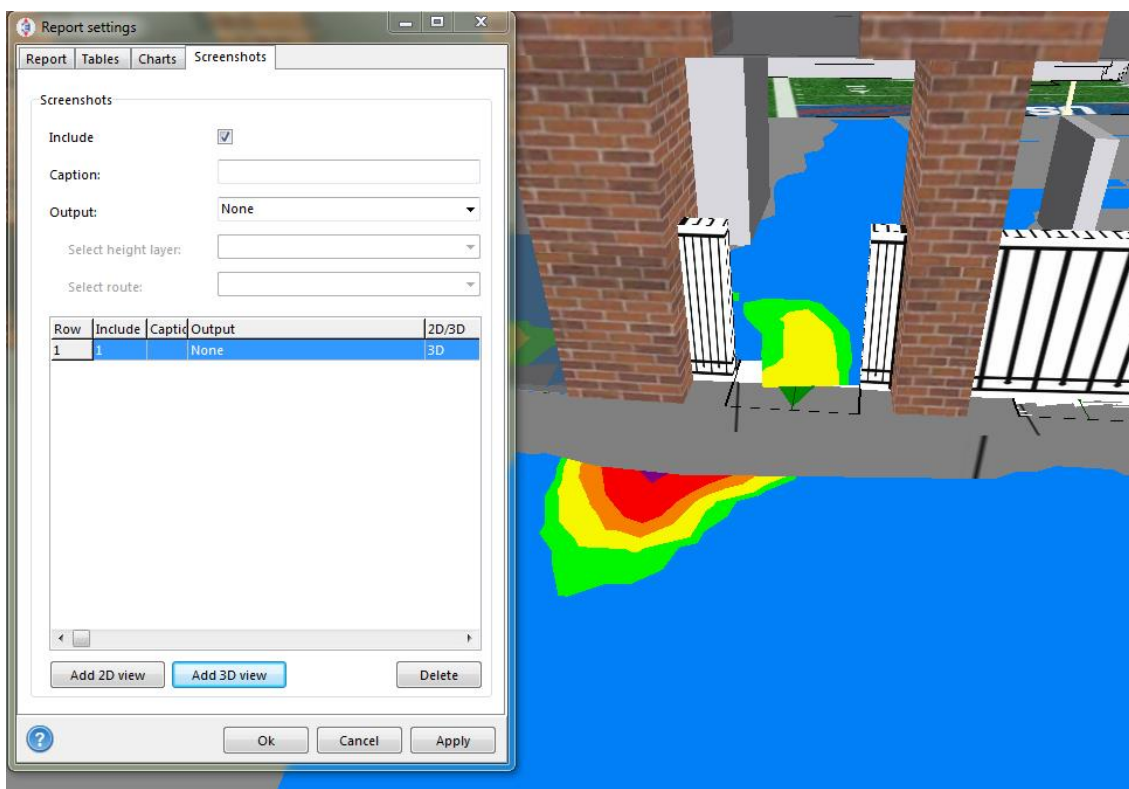 Report settings
Report Tables Charts Screenshots
Screenshots
Include
Caption:
Output: None
Select height layer:
Select route:
Row Include Captic Output 2D/3D
1 1 None 3D
Add 2D view Add 3D view Delete
? Ok Cancel Apply